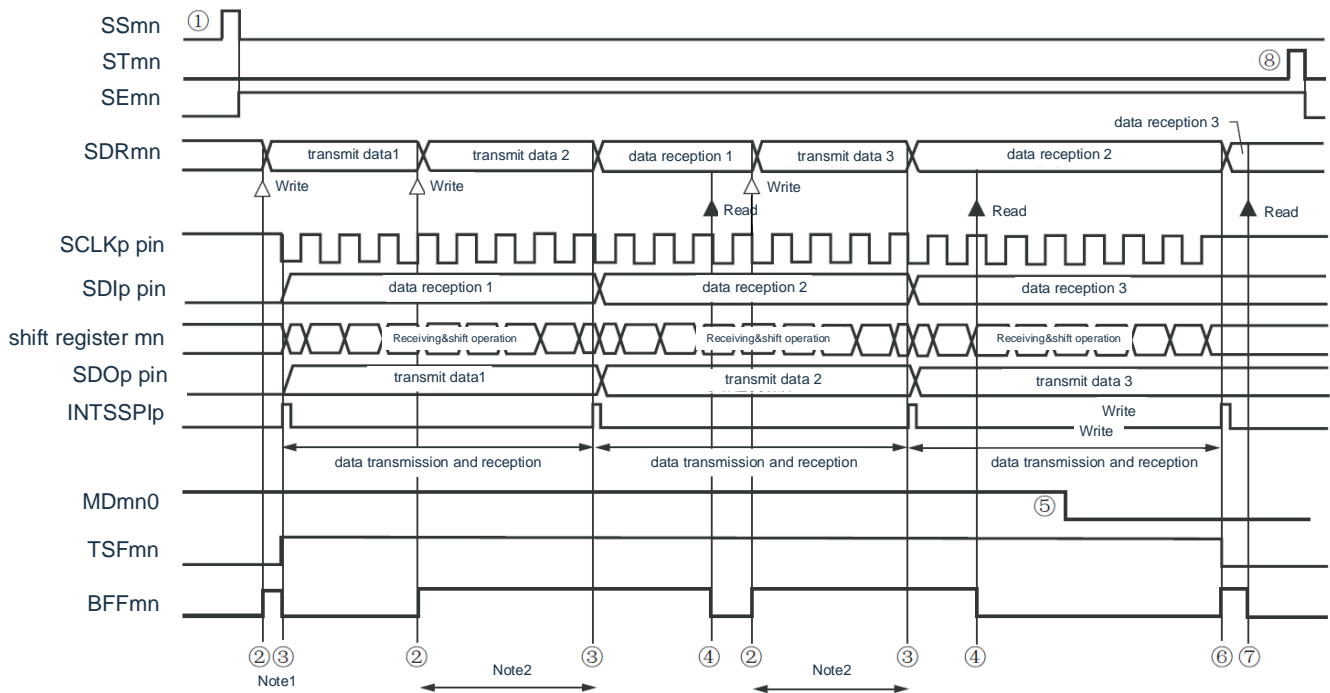 SSmn ①
STmn ⑧
SEmn
data reception 3
SDRmn transmit data1 transmit data 2 data reception 1 transmit data 3 data reception 2
Write Write Write
Read Read Read
SCLKp pin
SDIp pin data reception 1 data reception 2 data reception 3
shift register mn Receiving&shift operation Receiving&shift operation Receiving&shift operation
SDOp pin transmit data1 transmit data 2 transmit data 3
INTSSPIp Write
Write
data transmission and reception data transmission and reception data transmission and reception
MDmn0 ⑤
TSFmn
BFFmn
②③ ② ③ ④ ② ③ ④ ⑥ ⑦
Note1 Note2 Note2